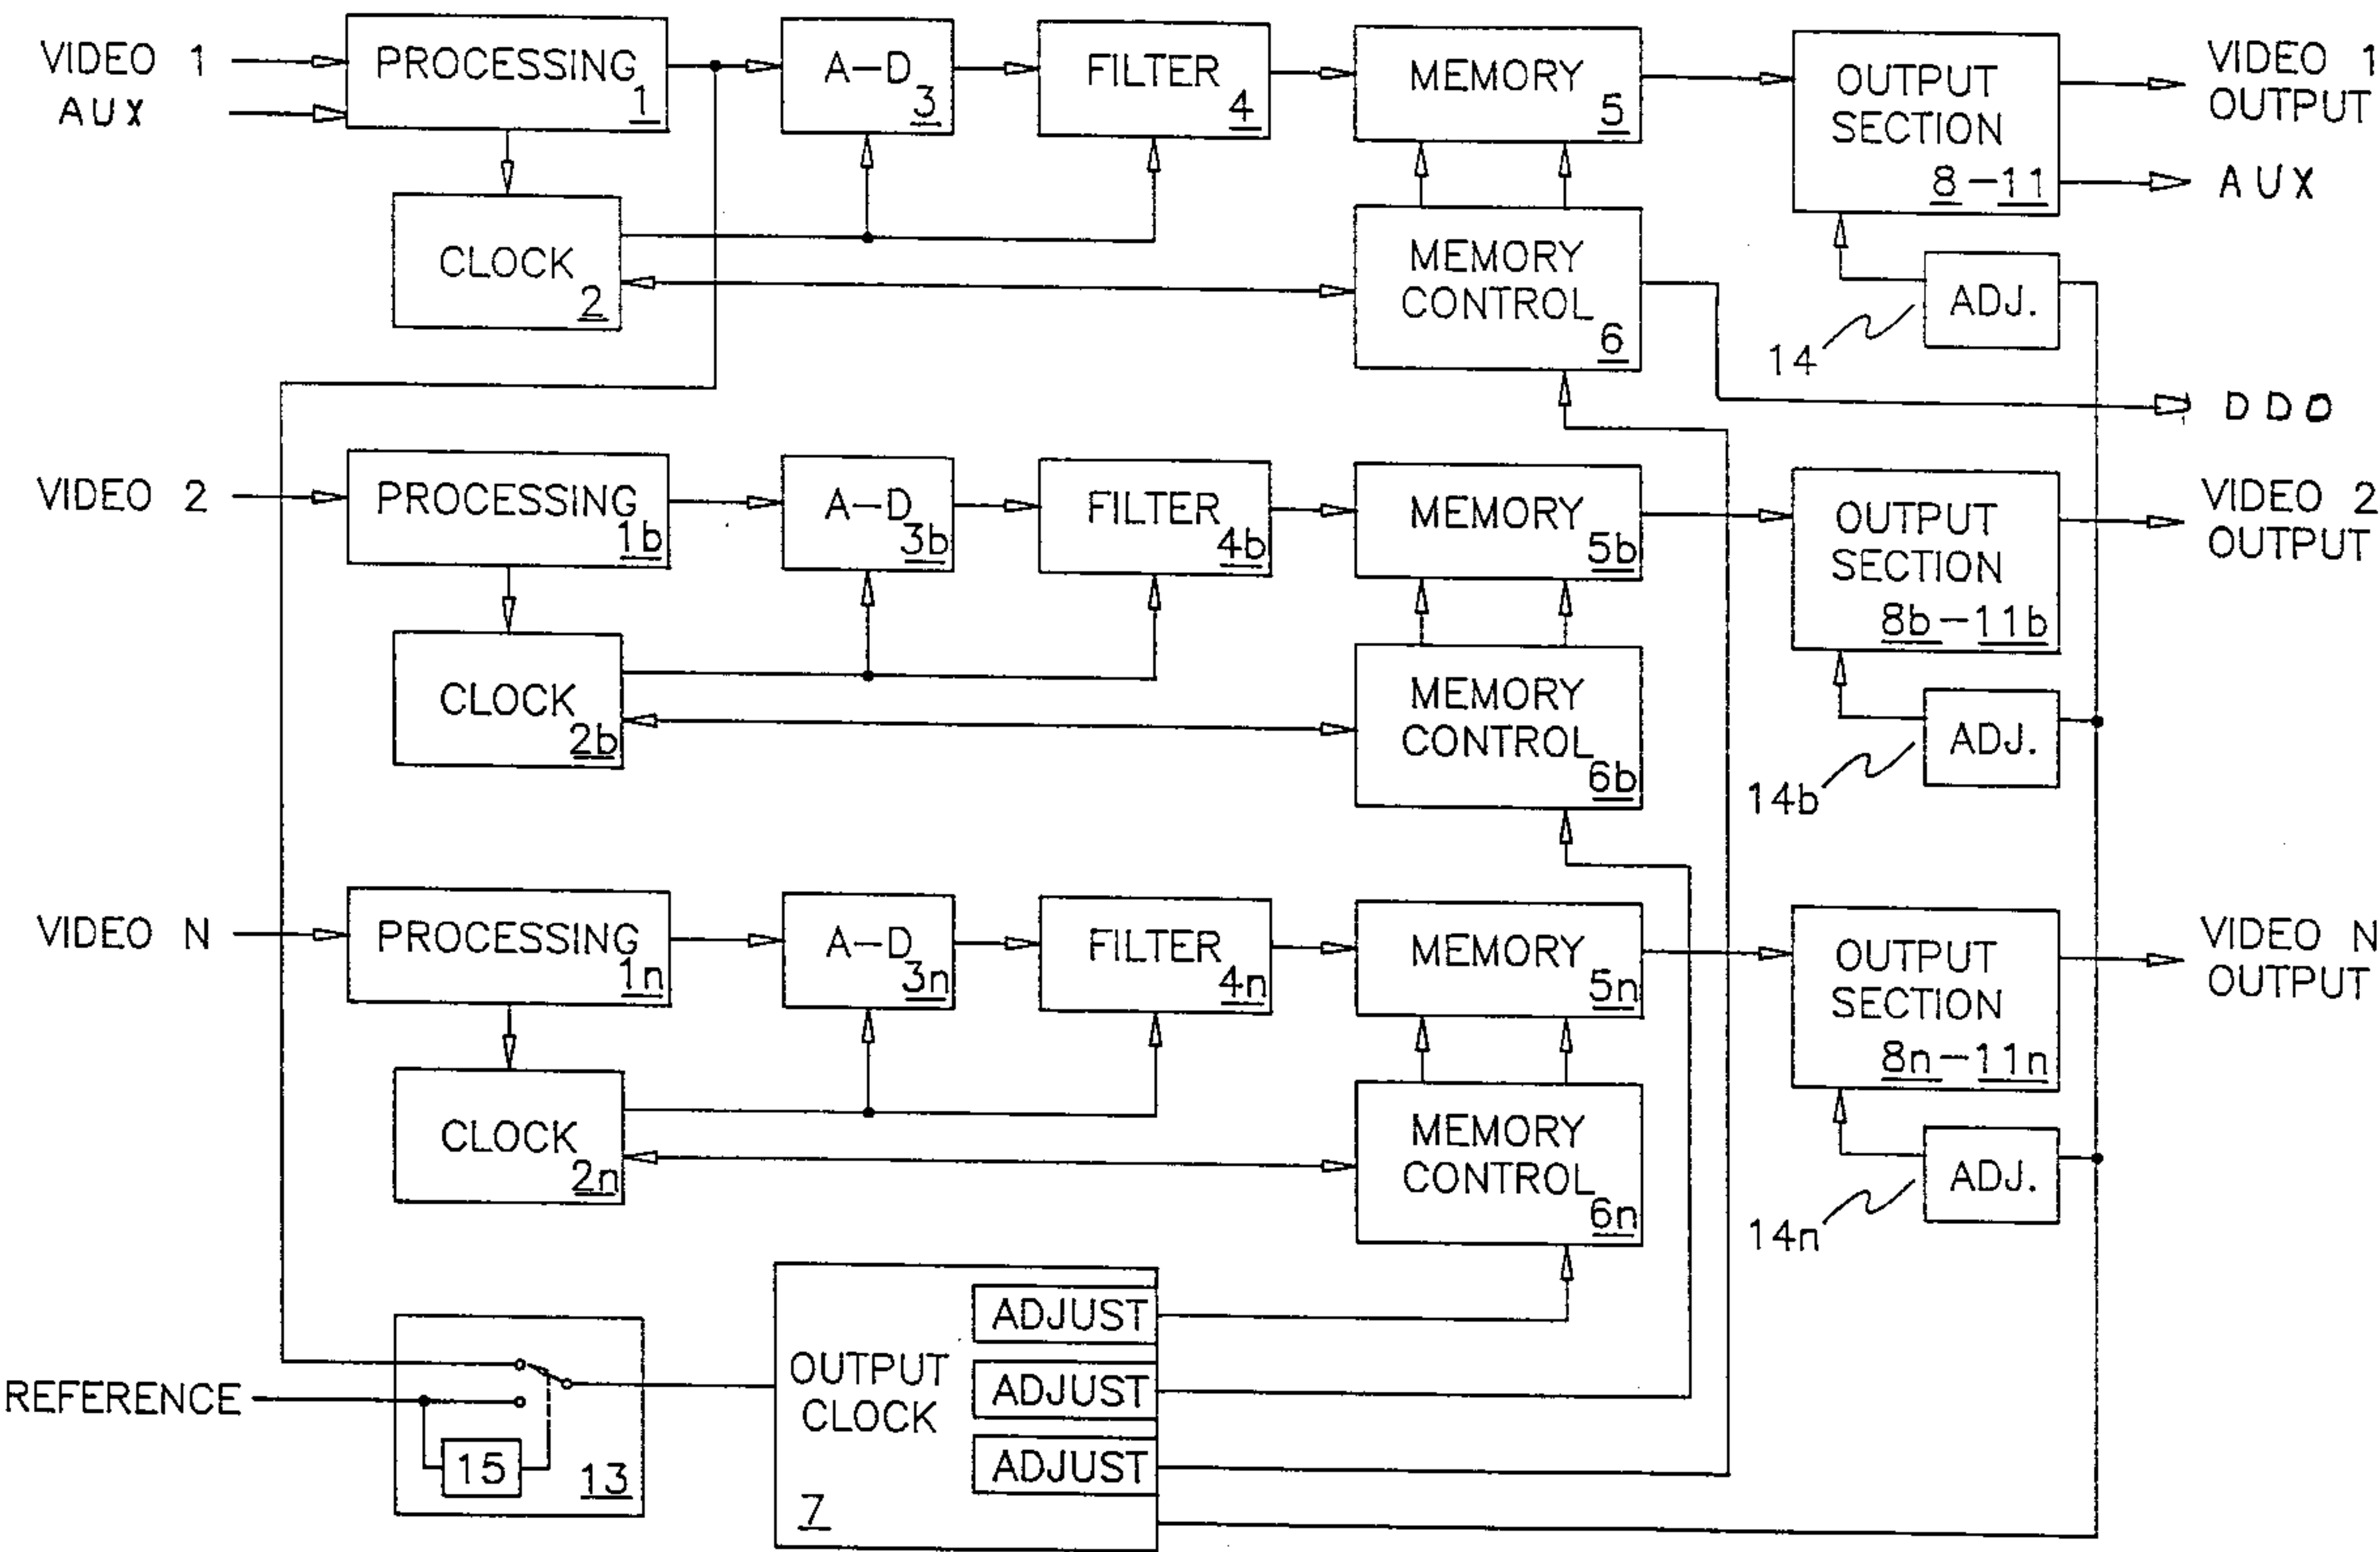 VIDEO 1
AUX
PROCESSING
1
A-D
3
FILTER
4
MEMORY
5
OUTPUT
SECTION
8-11
VIDEO 1
OUTPUT
AUX
CLOCK
2
MEMORY
CONTROL
6
ADJ.
14
DDO
VIDEO 2
PROCESSING
1b
A-D
3b
FILTER
4b
MEMORY
5b
OUTPUT
SECTION
8b-11b
VIDEO 2
OUTPUT
CLOCK
2b
MEMORY
CONTROL
6b
ADJ.
14b
VIDEO N
PROCESSING
1n
A-D
3n
FILTER
4n
MEMORY
5n
OUTPUT
SECTION
8n-11n
VIDEO N
OUTPUT
CLOCK
2n
MEMORY
CONTROL
6n
ADJ.
14n
REFERENCE
15
13
OUTPUT
CLOCK
7
ADJUST
ADJUST
ADJUST